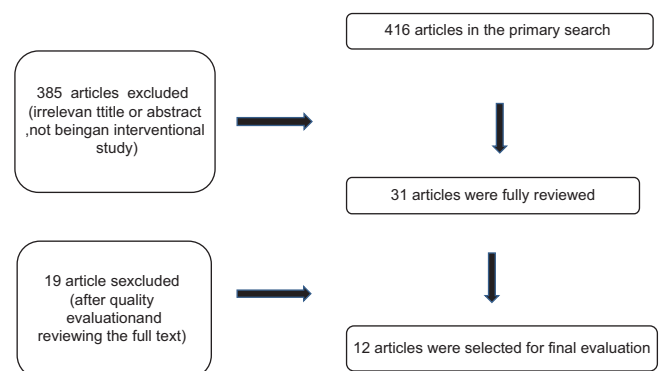 416 articles in the primary search
385 articles excluded
(irrelevan ttitle or abstract
,not beingan interventional
study)
31 articles were fully reviewed
19 article sexcluded
(after quality
evaluationand
reviewing the full text)
12 articles were selected for final evaluation